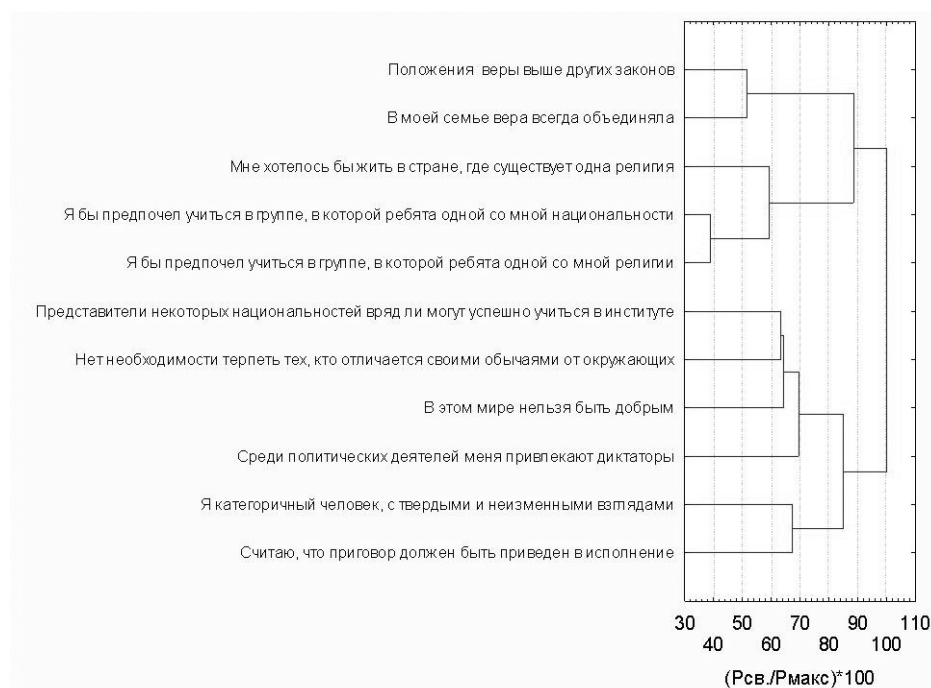 Положения веры выше других законов
В моей семье вера всегда объединяла
Мне хотелось бы жить в стране, где существует одна религия
Я бы предпочел учиться в группе, в которой ребята одной со мной национальности
Я бы предпочел учиться в группе, в которой ребята одной со мной религии
Представители некоторых национальностей вряд ли могут успешно учиться в институте
Нет необходимости терпеть тех, кто отличается своими обычаями от окружающих
В этом мире нельзя быть добрым
Среди политических деятелей меня привлекают диктаторы
Я категоричный человек, с твердыми и неизменными взглядами
Считаю, что приговор должен быть приведен в исполнение
30 50 70 90 110
40 60 80 100
(Рсв./Рмакс)*100